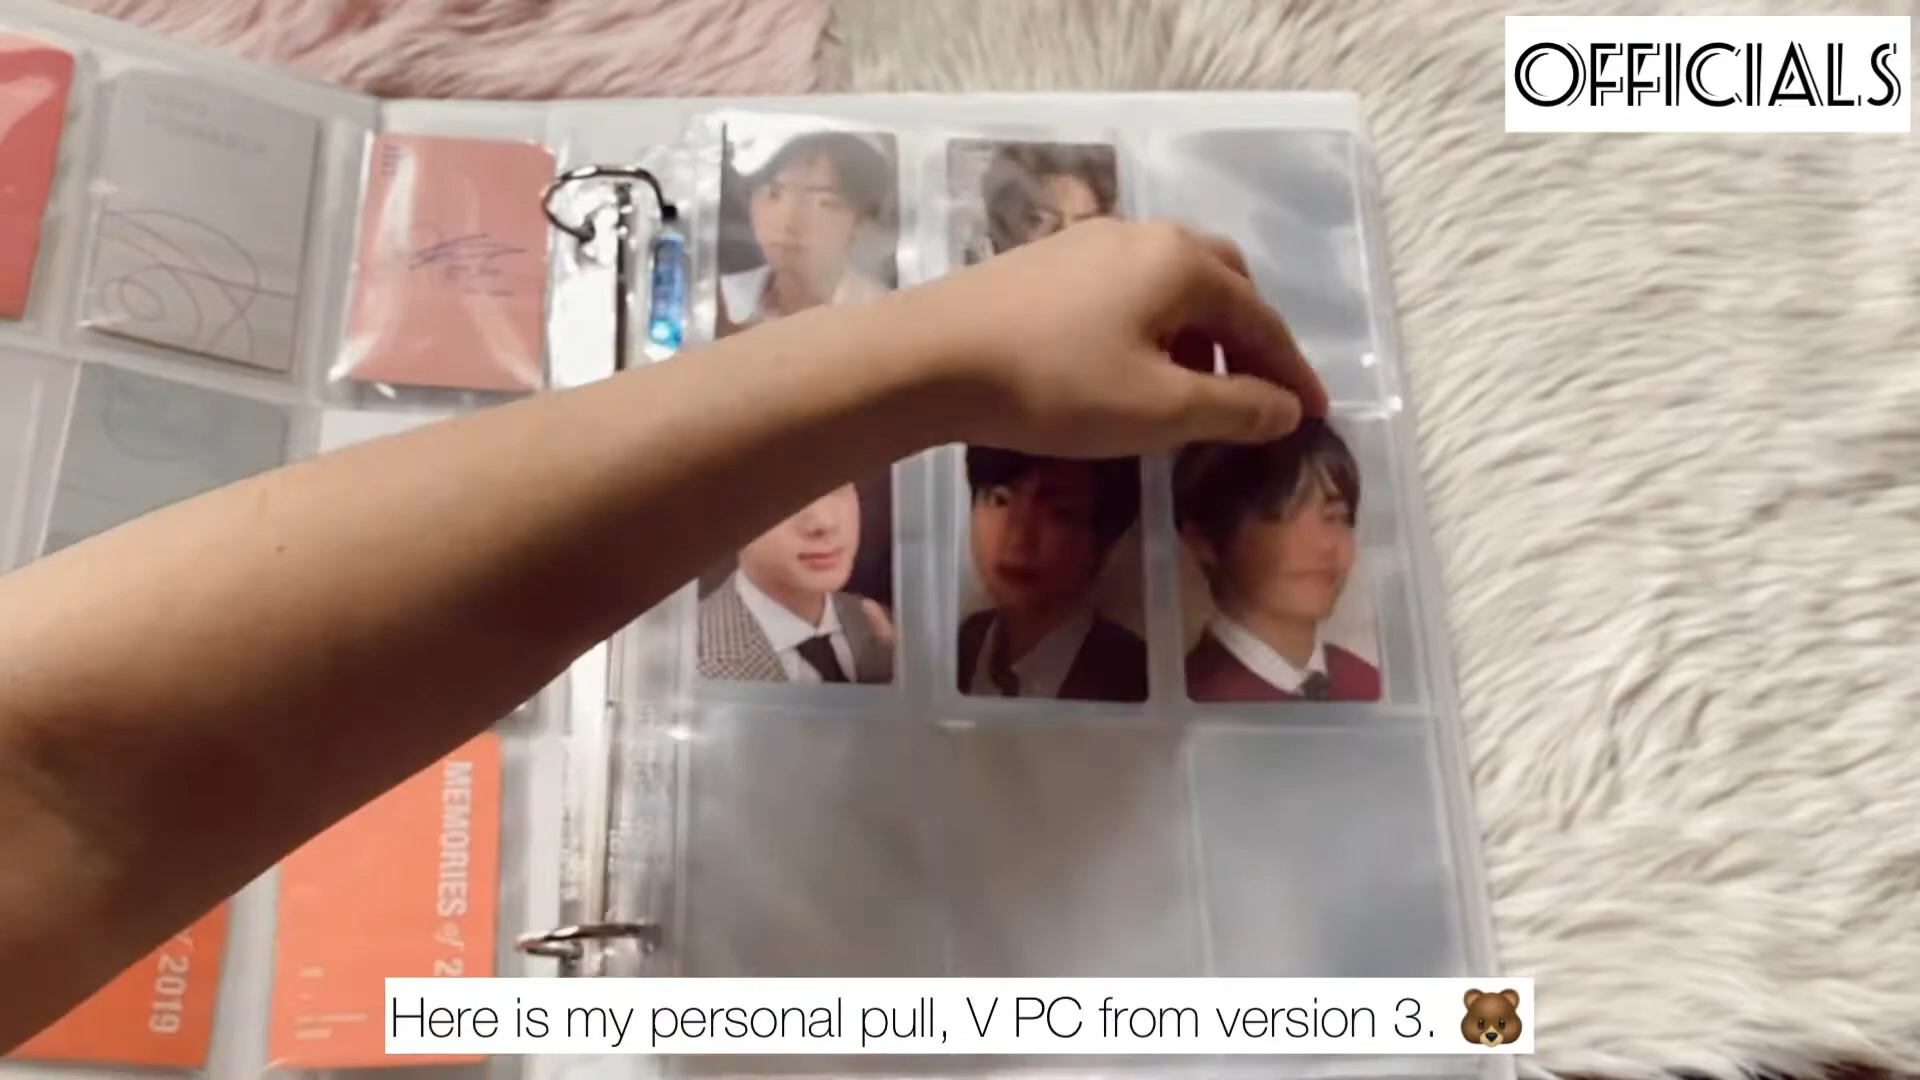 OFFICIALS
MEMORIES of 2
2019
Here is my personal pull, V PC from version 3. 🐻